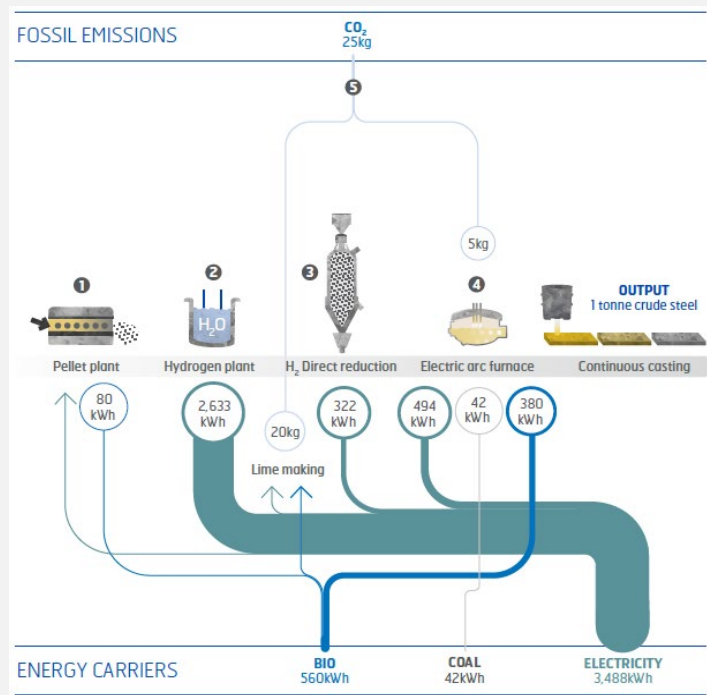 FOSSIL EMISSIONS
CO₂
25kg
5
5kg
1
2
3
4
H₂O
OUTPUT
1 tonne crude steel
Pellet plant
Hydrogen plant
H₂ Direct reduction
Electric arc furnace
Continuous casting
80
kWh
2,633
kWh
20kg
322
kWh
494
kWh
42
kWh
380
kWh
Lime making
ENERGY CARRIERS
BIO
560kWh
COAL
42kWh
ELECTRICITY
3,488kWh